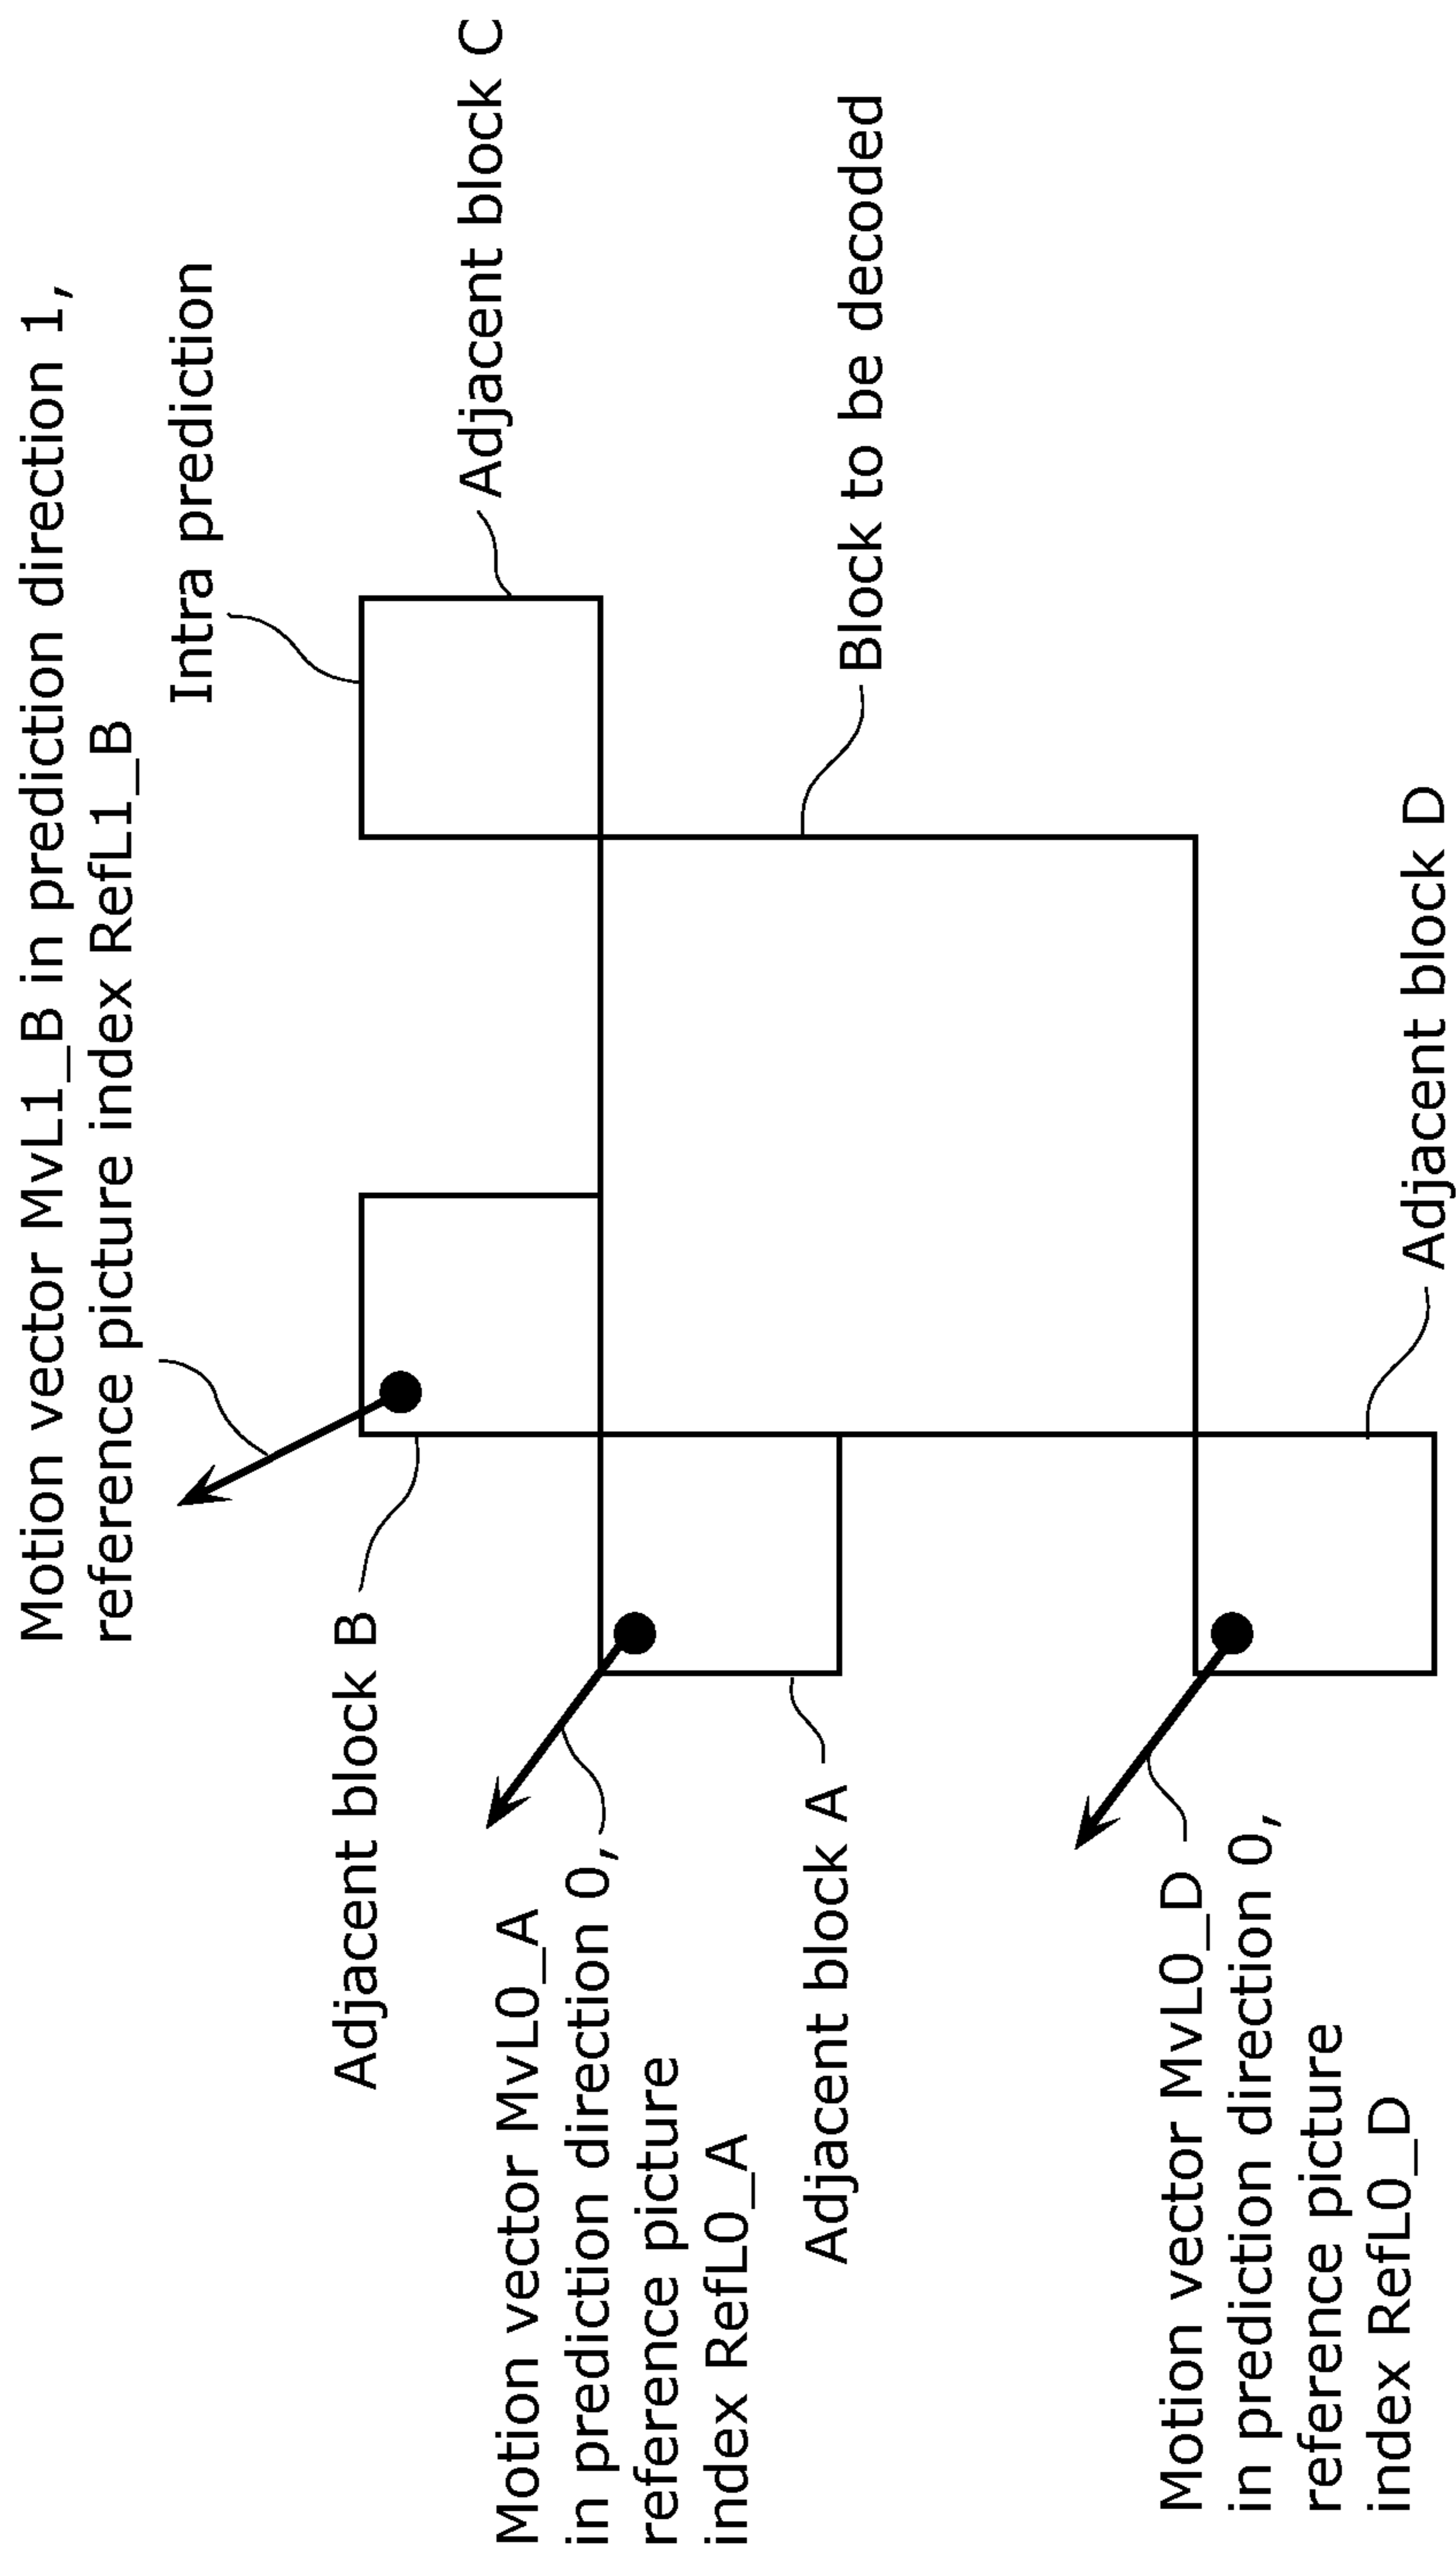 Motion vector MvL1_B in prediction direction 1,
reference picture index RefL1_B
Intra prediction
Adjacent block B
Adjacent block C
Motion vector MvL0_A
in prediction direction 0,
reference picture
index RefL0_A
Adjacent block A
Block to be decoded
Motion vector MvL0_D
in prediction direction 0,
reference picture
index RefL0_D
Adjacent block D